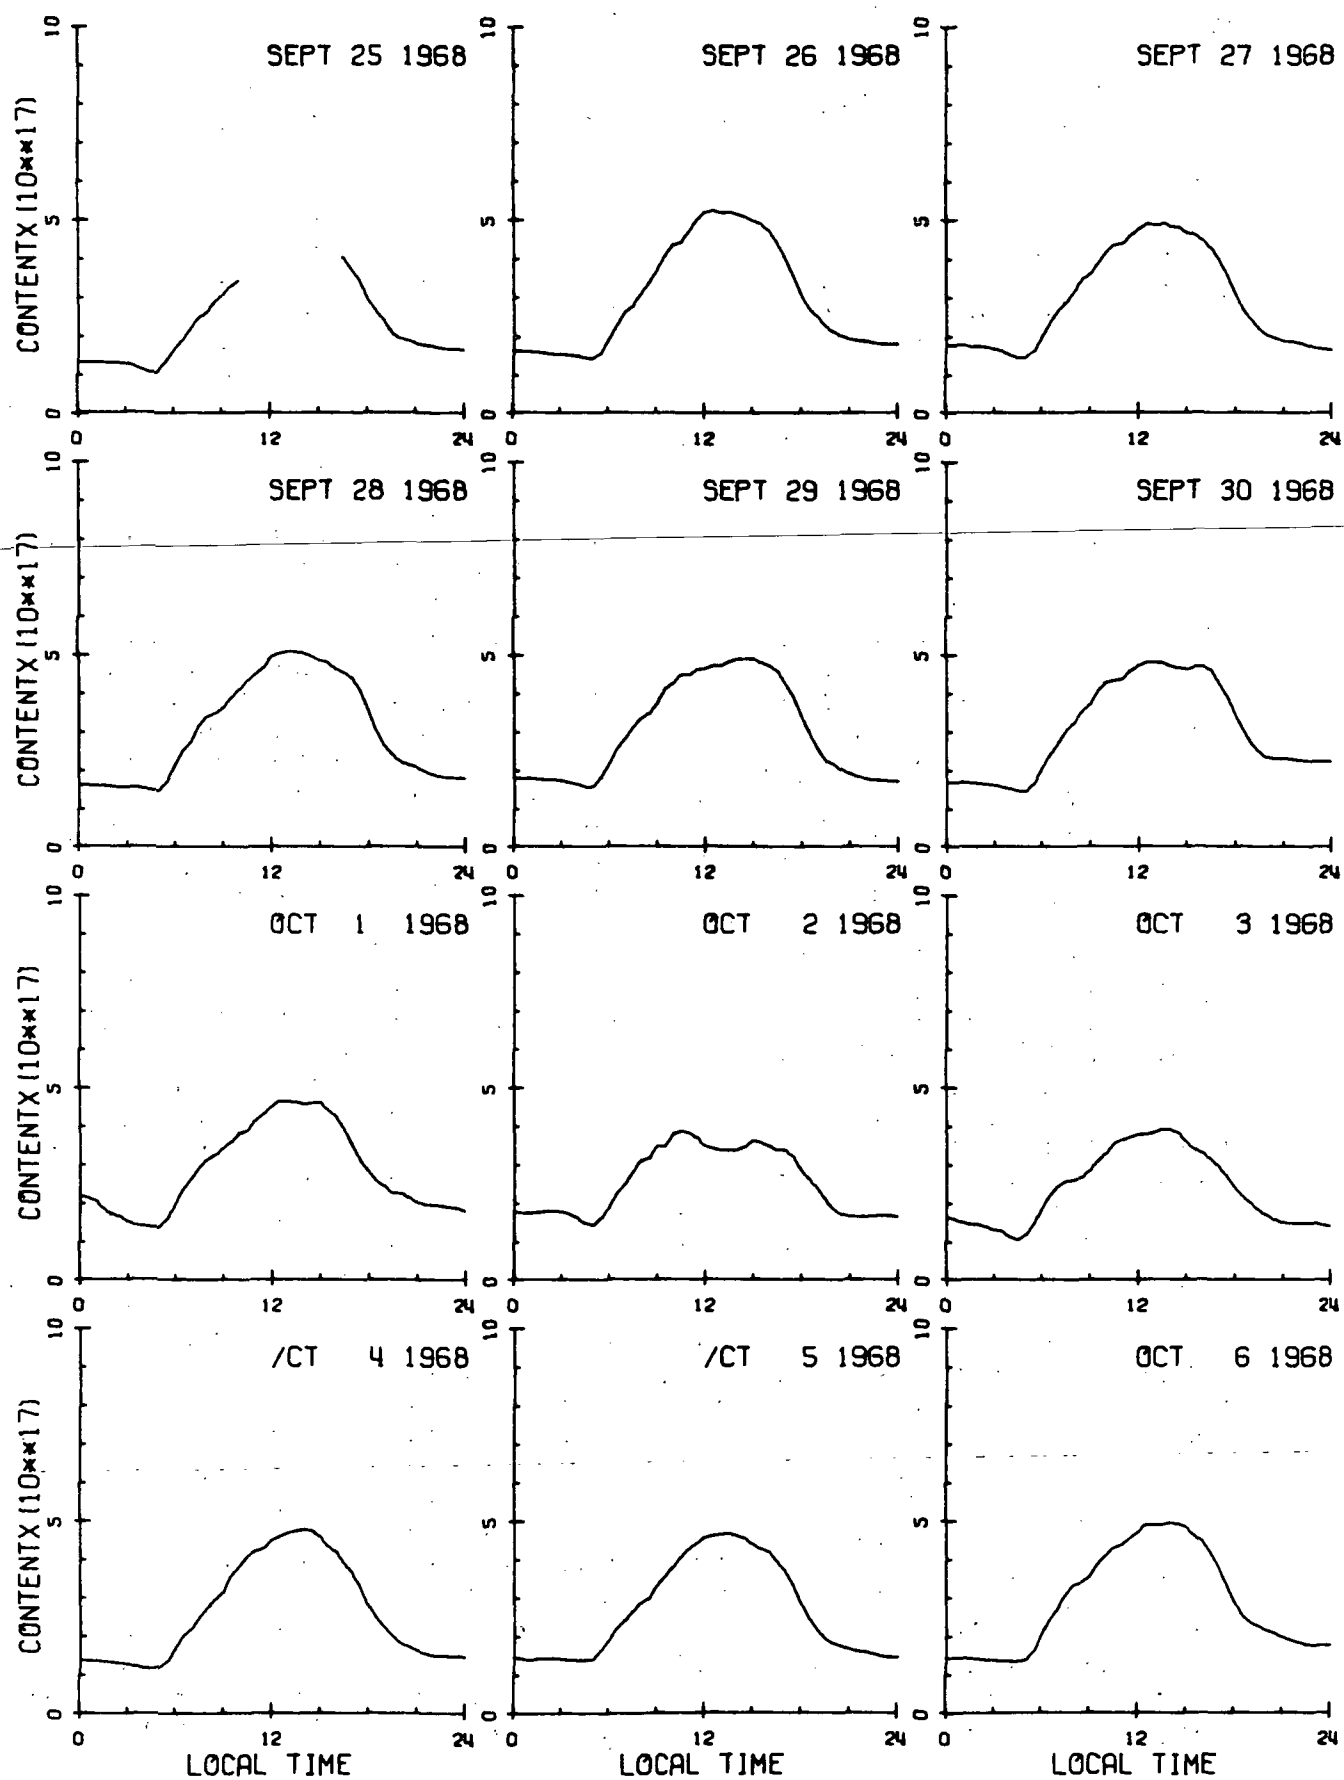 10 10 10
SEPT 25 1968 SEPT 26 1968 SEPT 27 1968
CONTENTX (10**17)
5 5 5
0 0 0
0 12 24 0 12 24 0 12 24
10 10 10
SEPT 28 1968 SEPT 29 1968 SEPT 30 1968
CONTENTX (10**17)
5 5 5
0 0 0
0 12 24 0 12 24 0 12 24
10 10 10
OCT 1 1968 OCT 2 1968 OCT 3 1968
CONTENTX (10**17)
5 5 5
0 0 0
0 12 24 0 12 24 0 12 24
10 10 10
/CT 4 1968 /CT 5 1968 OCT 6 1968
CONTENTX (10**17)
5 5 5
0 0 0
0 12 24 0 12 24 0 12 24
LOCAL TIME LOCAL TIME LOCAL TIME